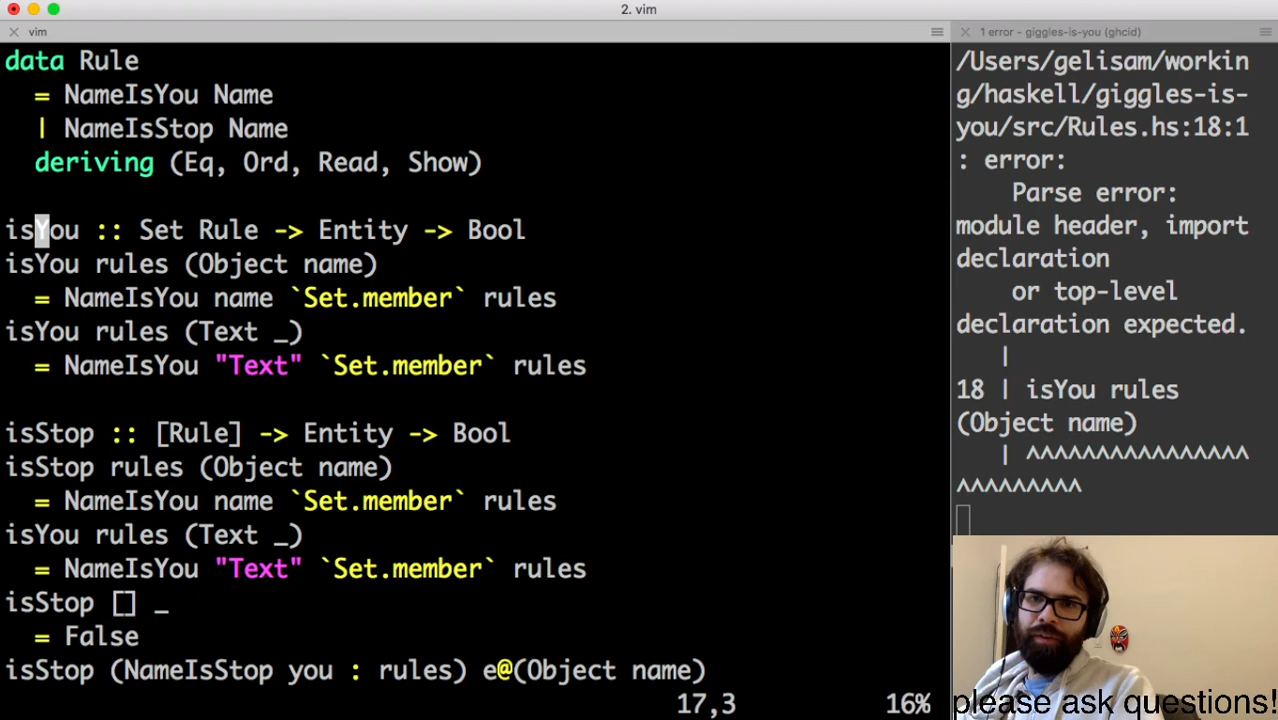 2. vim
vim
1 error - giggles-is-you (ghcid)
data Rule
= NameIsYou Name
| NameIsStop Name
deriving (Eq, Ord, Read, Show)
isYou :: Set Rule -> Entity -> Bool
isYou rules (Object name)
= NameIsYou name `Set.member` rules
isYou rules (Text _)
= NameIsYou "Text" `Set.member` rules
isStop :: [Rule] -> Entity -> Bool
isStop rules (Object name)
= NameIsYou name `Set.member` rules
isYou rules (Text _)
= NameIsYou "Text" `Set.member` rules
isStop [] _
= False
isStop (NameIsStop you : rules) e@(Object name)
17,3 16%
/Users/gelisam/workin
g/haskell/giggles-is-
you/src/Rules.hs:18:1
: error:
Parse error:
module header, import
declaration
or top-level
declaration expected.
|
18 | isYou rules
(Object name)
| ^^^^^^^^^^^^^^^^
^^^^^^^^^
please ask questions!